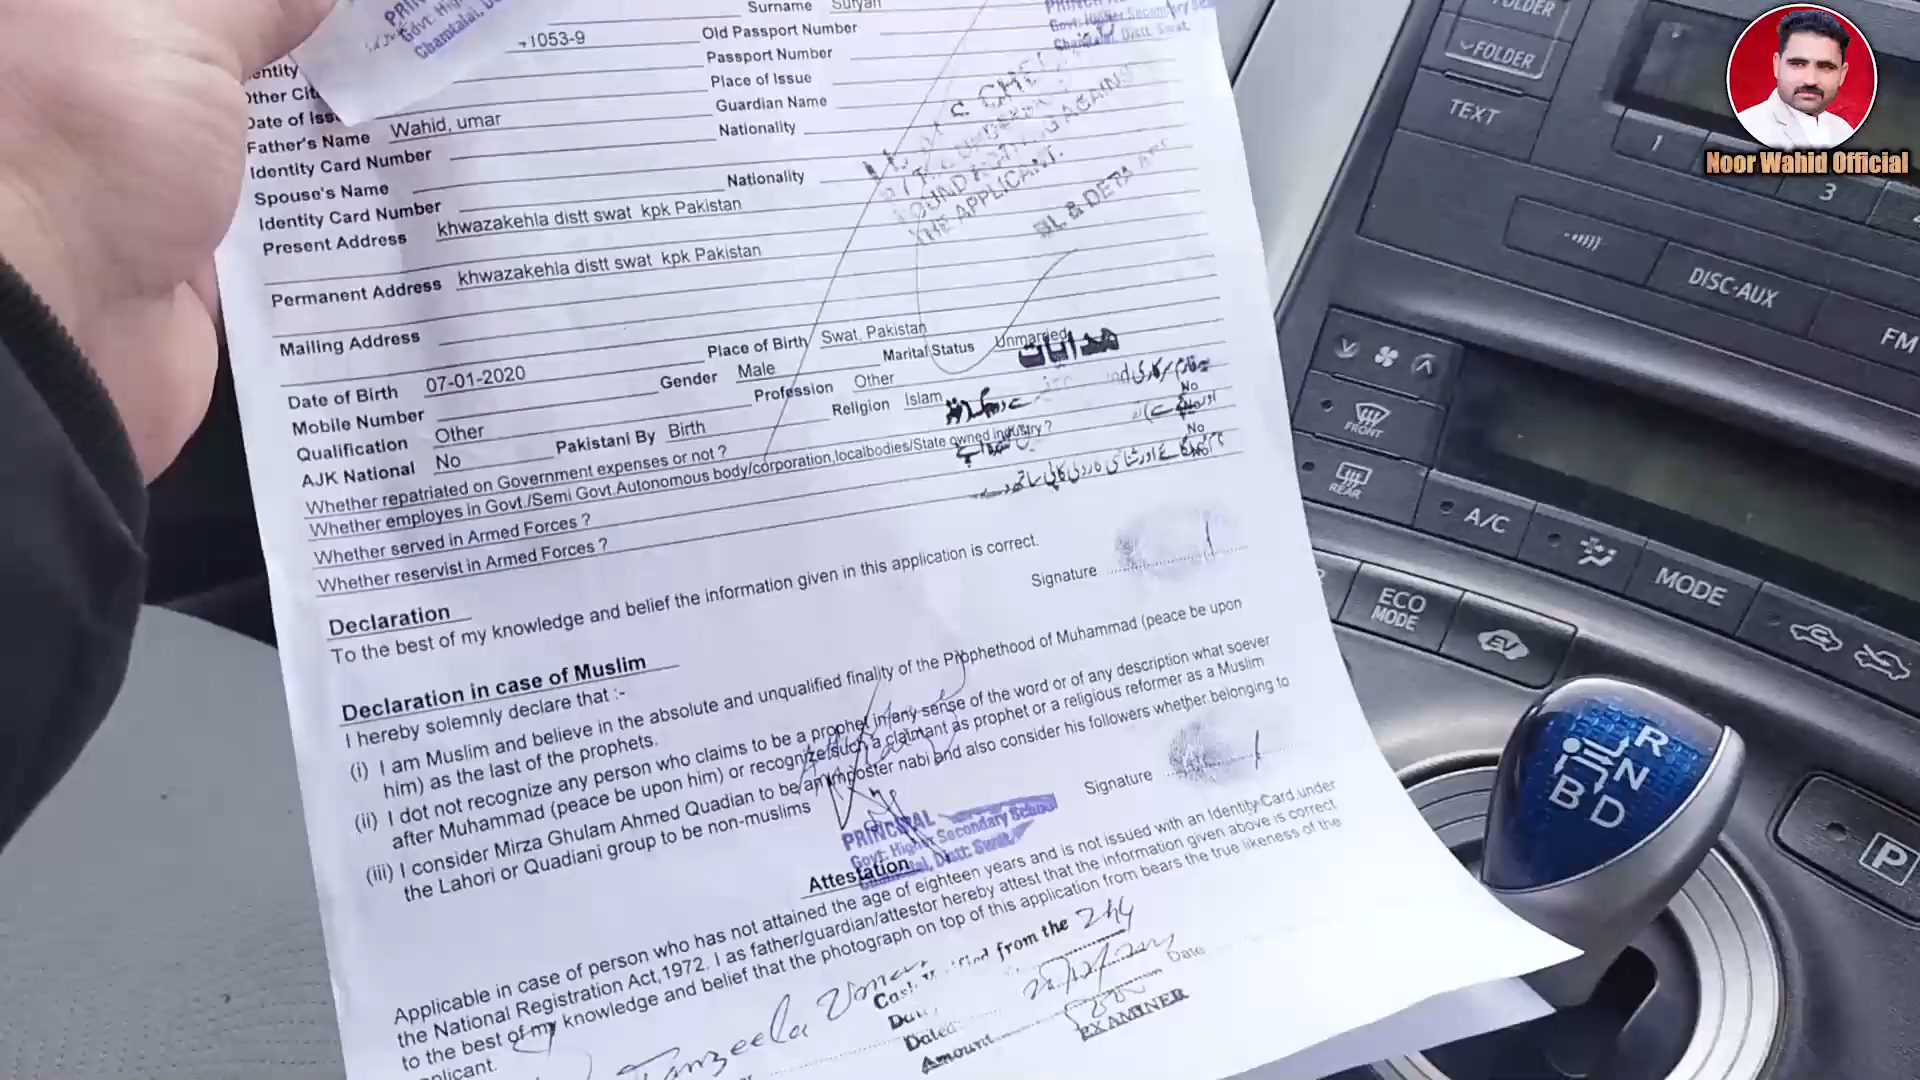 Surname Sufyan
-1053-9
Old Passport Number
Passport Number
Place of Issue
Guardian Name
Nationality
Father's Name Wahid, umar
Identity Card Number
Spouse's Name
Nationality
Identity Card Number
Present Address khwazakehla distt swat kpk Pakistan
Permanent Address khwazakehla distt swat kpk Pakistan
Mailing Address
Date of Birth 07-01-2020
Place of Birth Swat, Pakistan
Mobile Number
Gender Male
Marital Status Unmarried
Qualification Other
Profession Other
AJK National No
Pakistani By Birth
Religion Islam
ھدایات
Whether repatriated on Government expenses or not ?
No
Whether employes in Govt./Semi Govt.Autonomous body/corporation,localbodies/State owned industry ?
Whether served in Armed Forces ?
No
Whether reservist in Armed Forces ?
THE APPLICANT.
Declaration
To the best of my knowledge and belief the information given in this application is correct.
Signature
Declaration in case of Muslim
I hereby solemnly declare that :-
(i) I am Muslim and believe in the absolute and unqualified finality of the Prophethood of Muhammad (peace be upon
him) as the last of the prophets.
(ii) I dot not recognize any person who claims to be a prophet in any sense of the word or of any description what soever
after Muhammad (peace be upon him) or recognize such a claimant as prophet or a religious reformer as a Muslim
(iii) I consider Mirza Ghulam Ahmed Quadian to be an imposter nabi and also consider his followers whether belonging to
the Lahori or Quadiani group to be non-muslims
Signature
PRINCIPAL
Govt: Higher Secondary School
Distt: Swat
Attestation
Applicable in case of person who has not attained the age of eighteen years and is not issued with an Identity Card under
the National Registration Act,1972. I as father/guardian/attestor hereby attest that the information given above is correct
to the best of my knowledge and belief that the photograph on top of this application from bears the true likeness of the
applicant.
from the 244
Tanzeela
Date
Dated
Amount
EXAMINER
FOLDER
FOLDER
TEXT
1
3
DISC·AUX
FM
FRONT
REAR
A/C
MODE
ECO
MODE
EV
R
N
B D
P
Noor Wahid Official